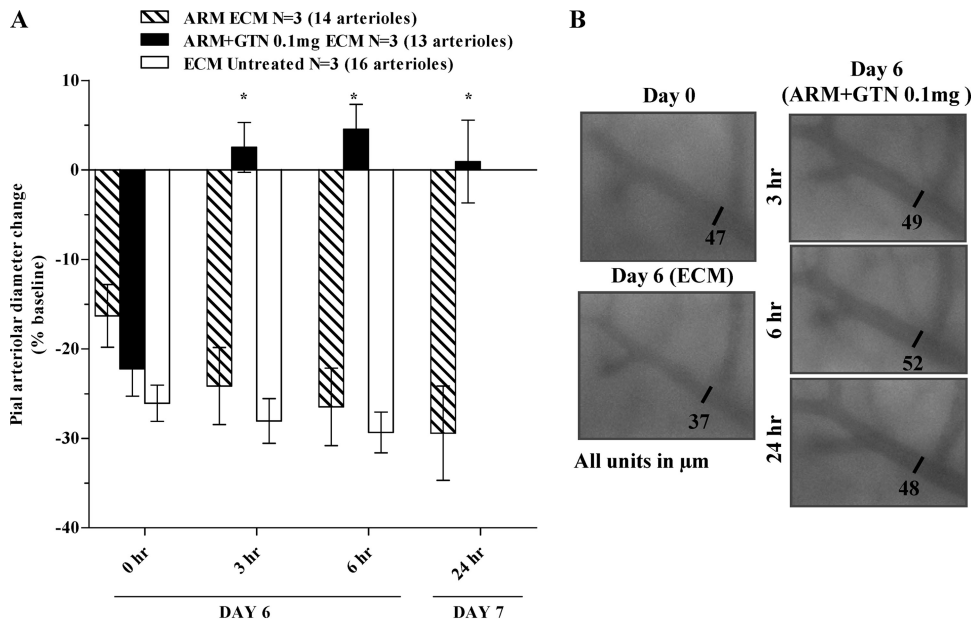 A
ARM ECM N=3 (14 arterioles)
ARM+GTN 0.1mg ECM N=3 (13 arterioles)
ECM Untreated N=3 (16 arterioles)
Pial arteriolar diameter change
(% baseline)
10
0
-10
-20
-30
-40
* * *
0 hr
3 hr
6 hr
24 hr
DAY 6
DAY 7
B
Day 0
47
Day 6 (ECM)
37
All units in µm
Day 6
(ARM+GTN 0.1mg )
3 hr
49
6 hr
52
24 hr
48